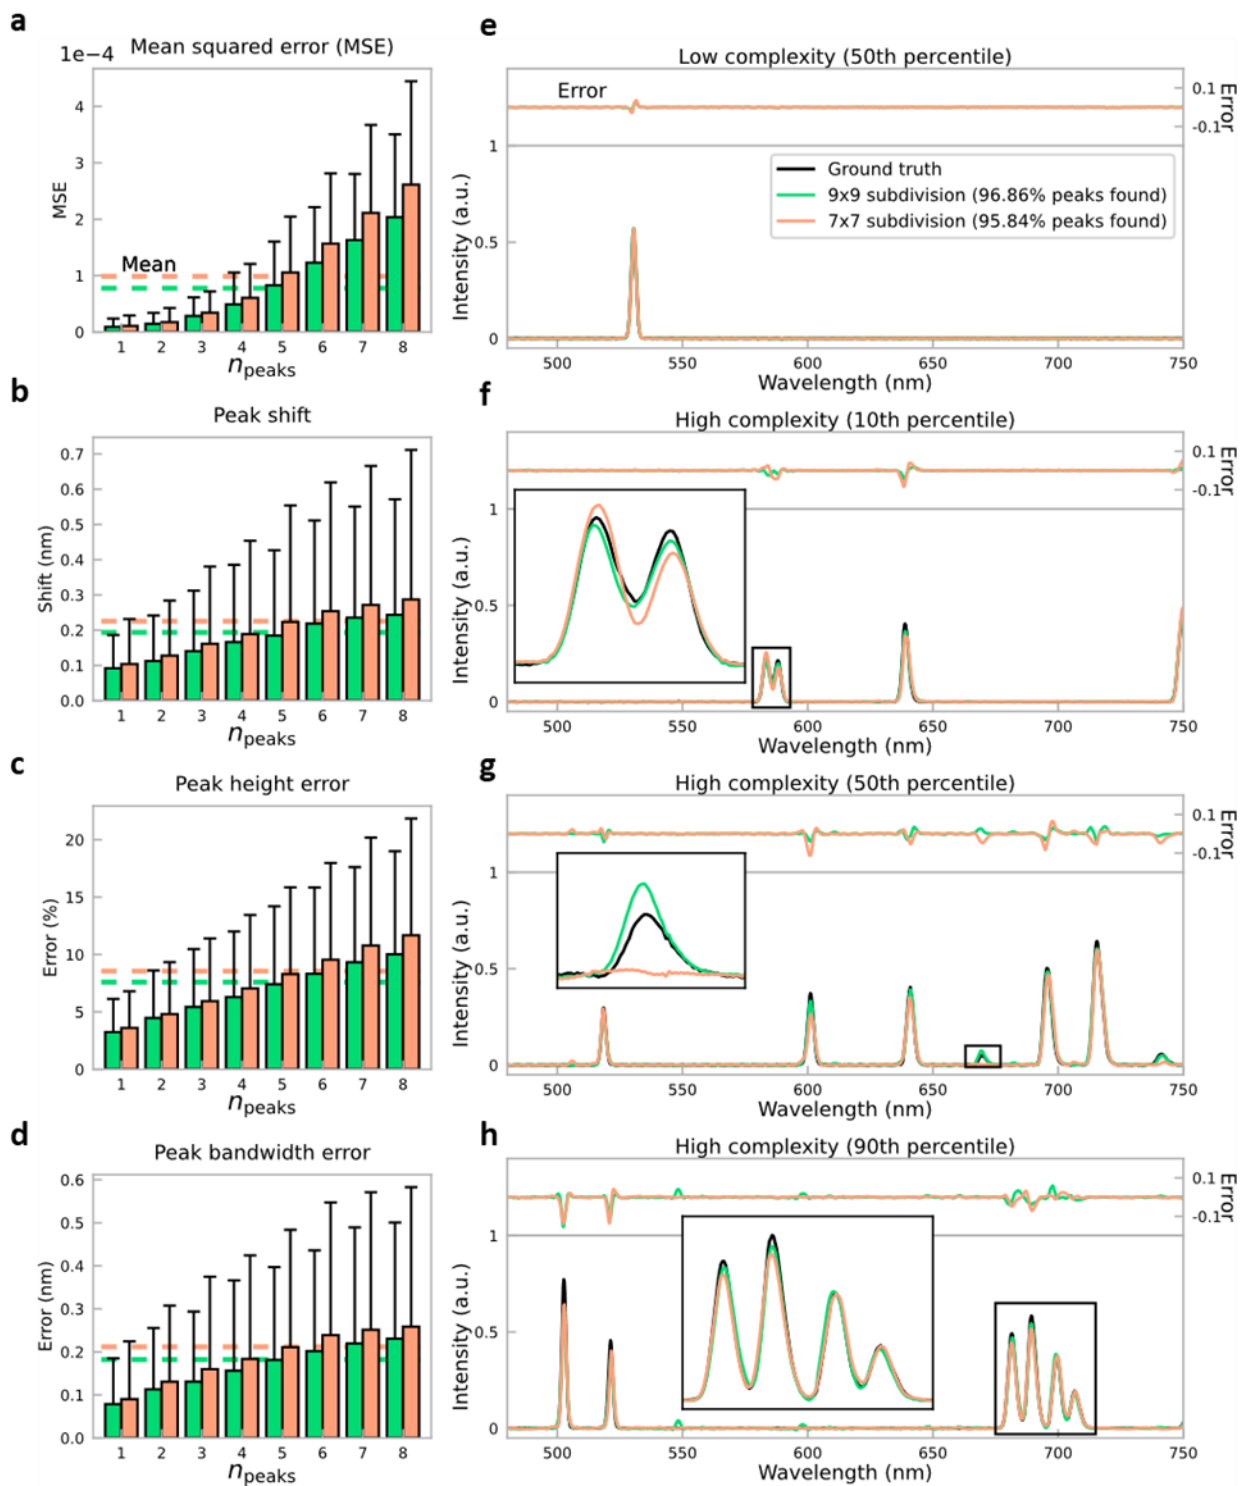 a
Mean squared error (MSE)
1e−4
4
3
2
1
0
MSE
Mean
1 2 3 4 5 6 7 8
npeaks
b
Peak shift
0.7
0.6
0.5
0.4
0.3
0.2
0.1
0.0
Shift (nm)
1 2 3 4 5 6 7 8
npeaks
c
Peak height error
20
15
10
5
0
Error (%)
1 2 3 4 5 6 7 8
npeaks
d
Peak bandwidth error
0.6
0.5
0.4
0.3
0.2
0.1
0.0
Error (nm)
1 2 3 4 5 6 7 8
npeaks
e
Low complexity (50th percentile)
Error
0.1
-0.1
Error
1
0.5
0
Intensity (a.u.)
Ground truth
9x9 subdivision (96.86% peaks found)
7x7 subdivision (95.84% peaks found)
500 550 600 650 700 750
Wavelength (nm)
f
High complexity (10th percentile)
0.1
-0.1
Error
1
0.5
0
Intensity (a.u.)
500 550 600 650 700 750
Wavelength (nm)
g
High complexity (50th percentile)
0.1
-0.1
Error
1
0.5
0
Intensity (a.u.)
500 550 600 650 700 750
Wavelength (nm)
h
High complexity (90th percentile)
0.1
-0.1
Error
1
0.5
0
Intensity (a.u.)
500 550 600 650 700 750
Wavelength (nm)